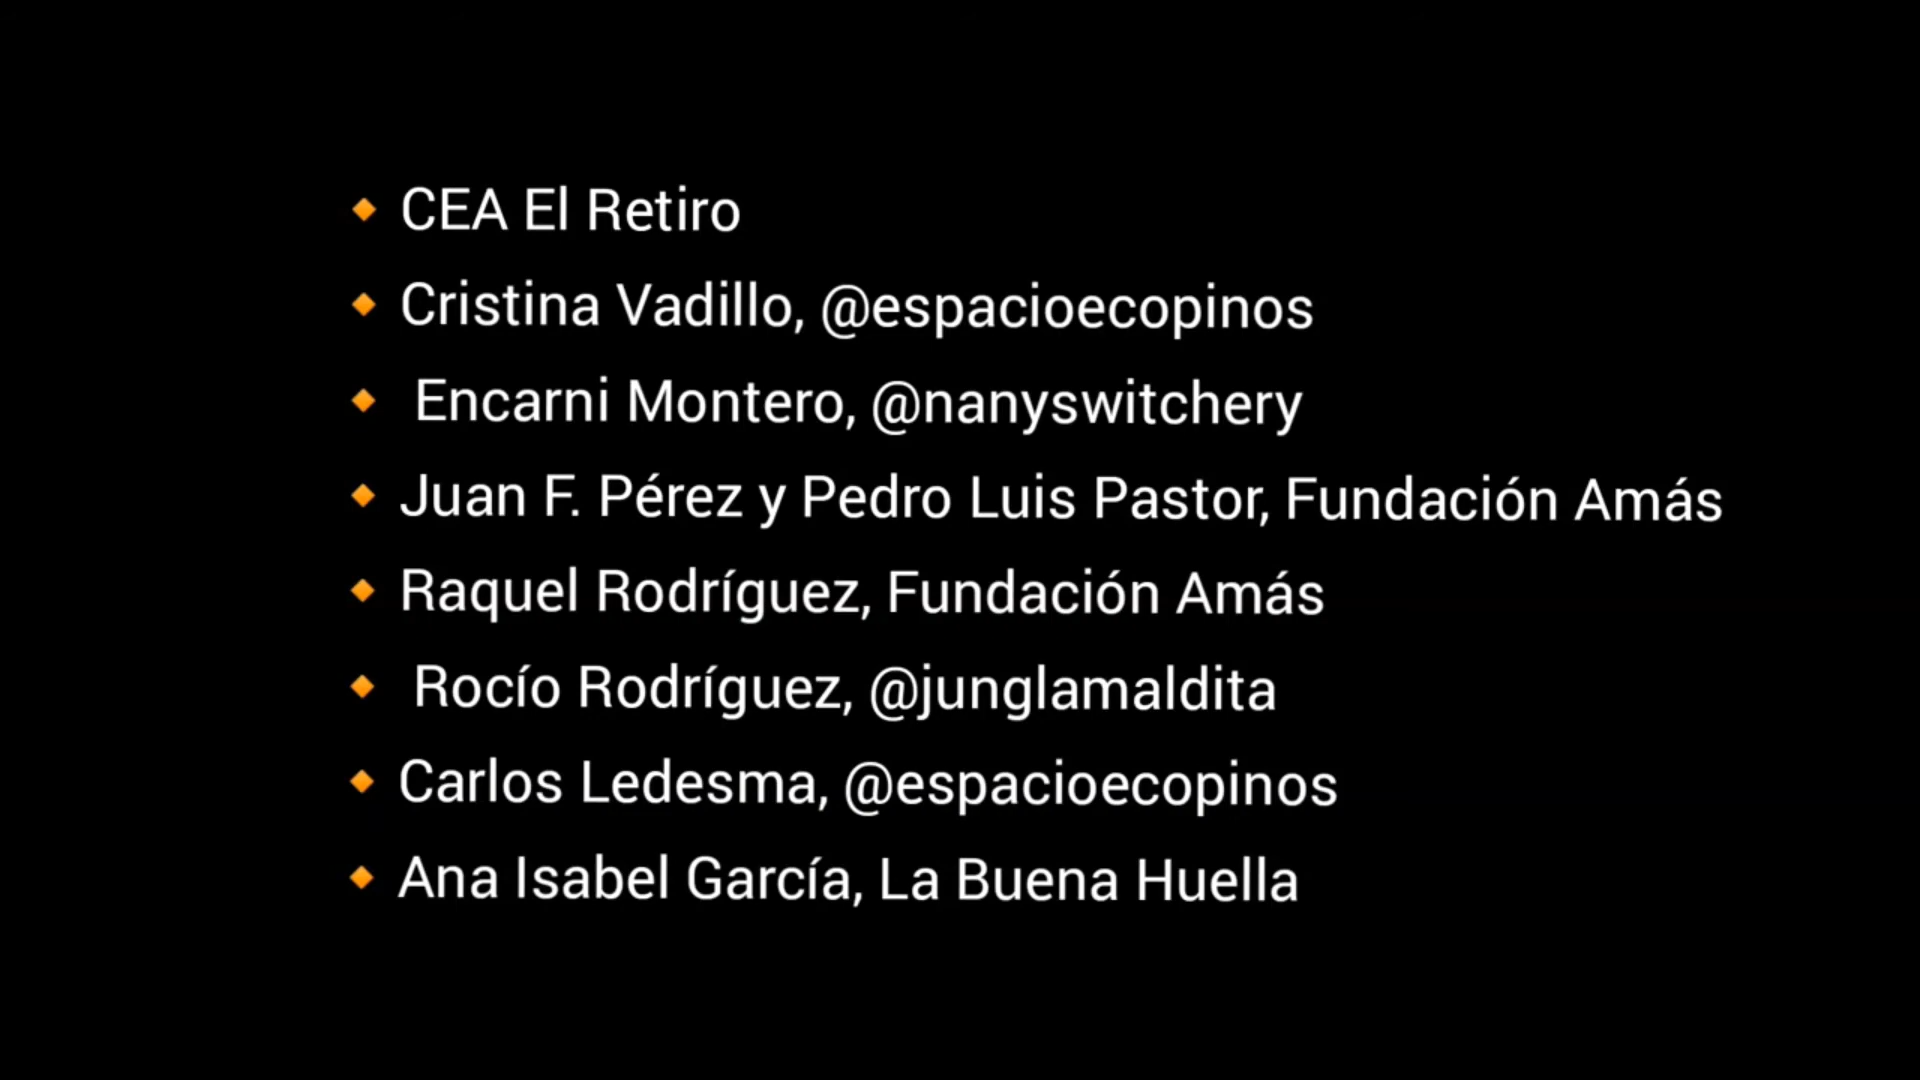 🔸 CEA El Retiro
🔸 Cristina Vadillo, @espacioecopinos
🔸 Encarni Montero, @nanyswitchery
🔸 Juan F. Pérez y Pedro Luis Pastor, Fundación Amás
🔸 Raquel Rodríguez, Fundación Amás
🔸 Rocío Rodríguez, @junglamaldita
🔸 Carlos Ledesma, @espacioecopinos
🔸 Ana Isabel García, La Buena Huella